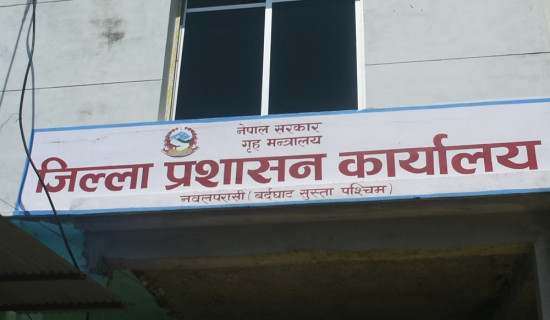 नेपाल सरकार
गृह मन्त्रालय
जिल्ला प्रशासन कार्यालय
नवलपरासी (बर्दघाट सुस्ता पश्चिम)